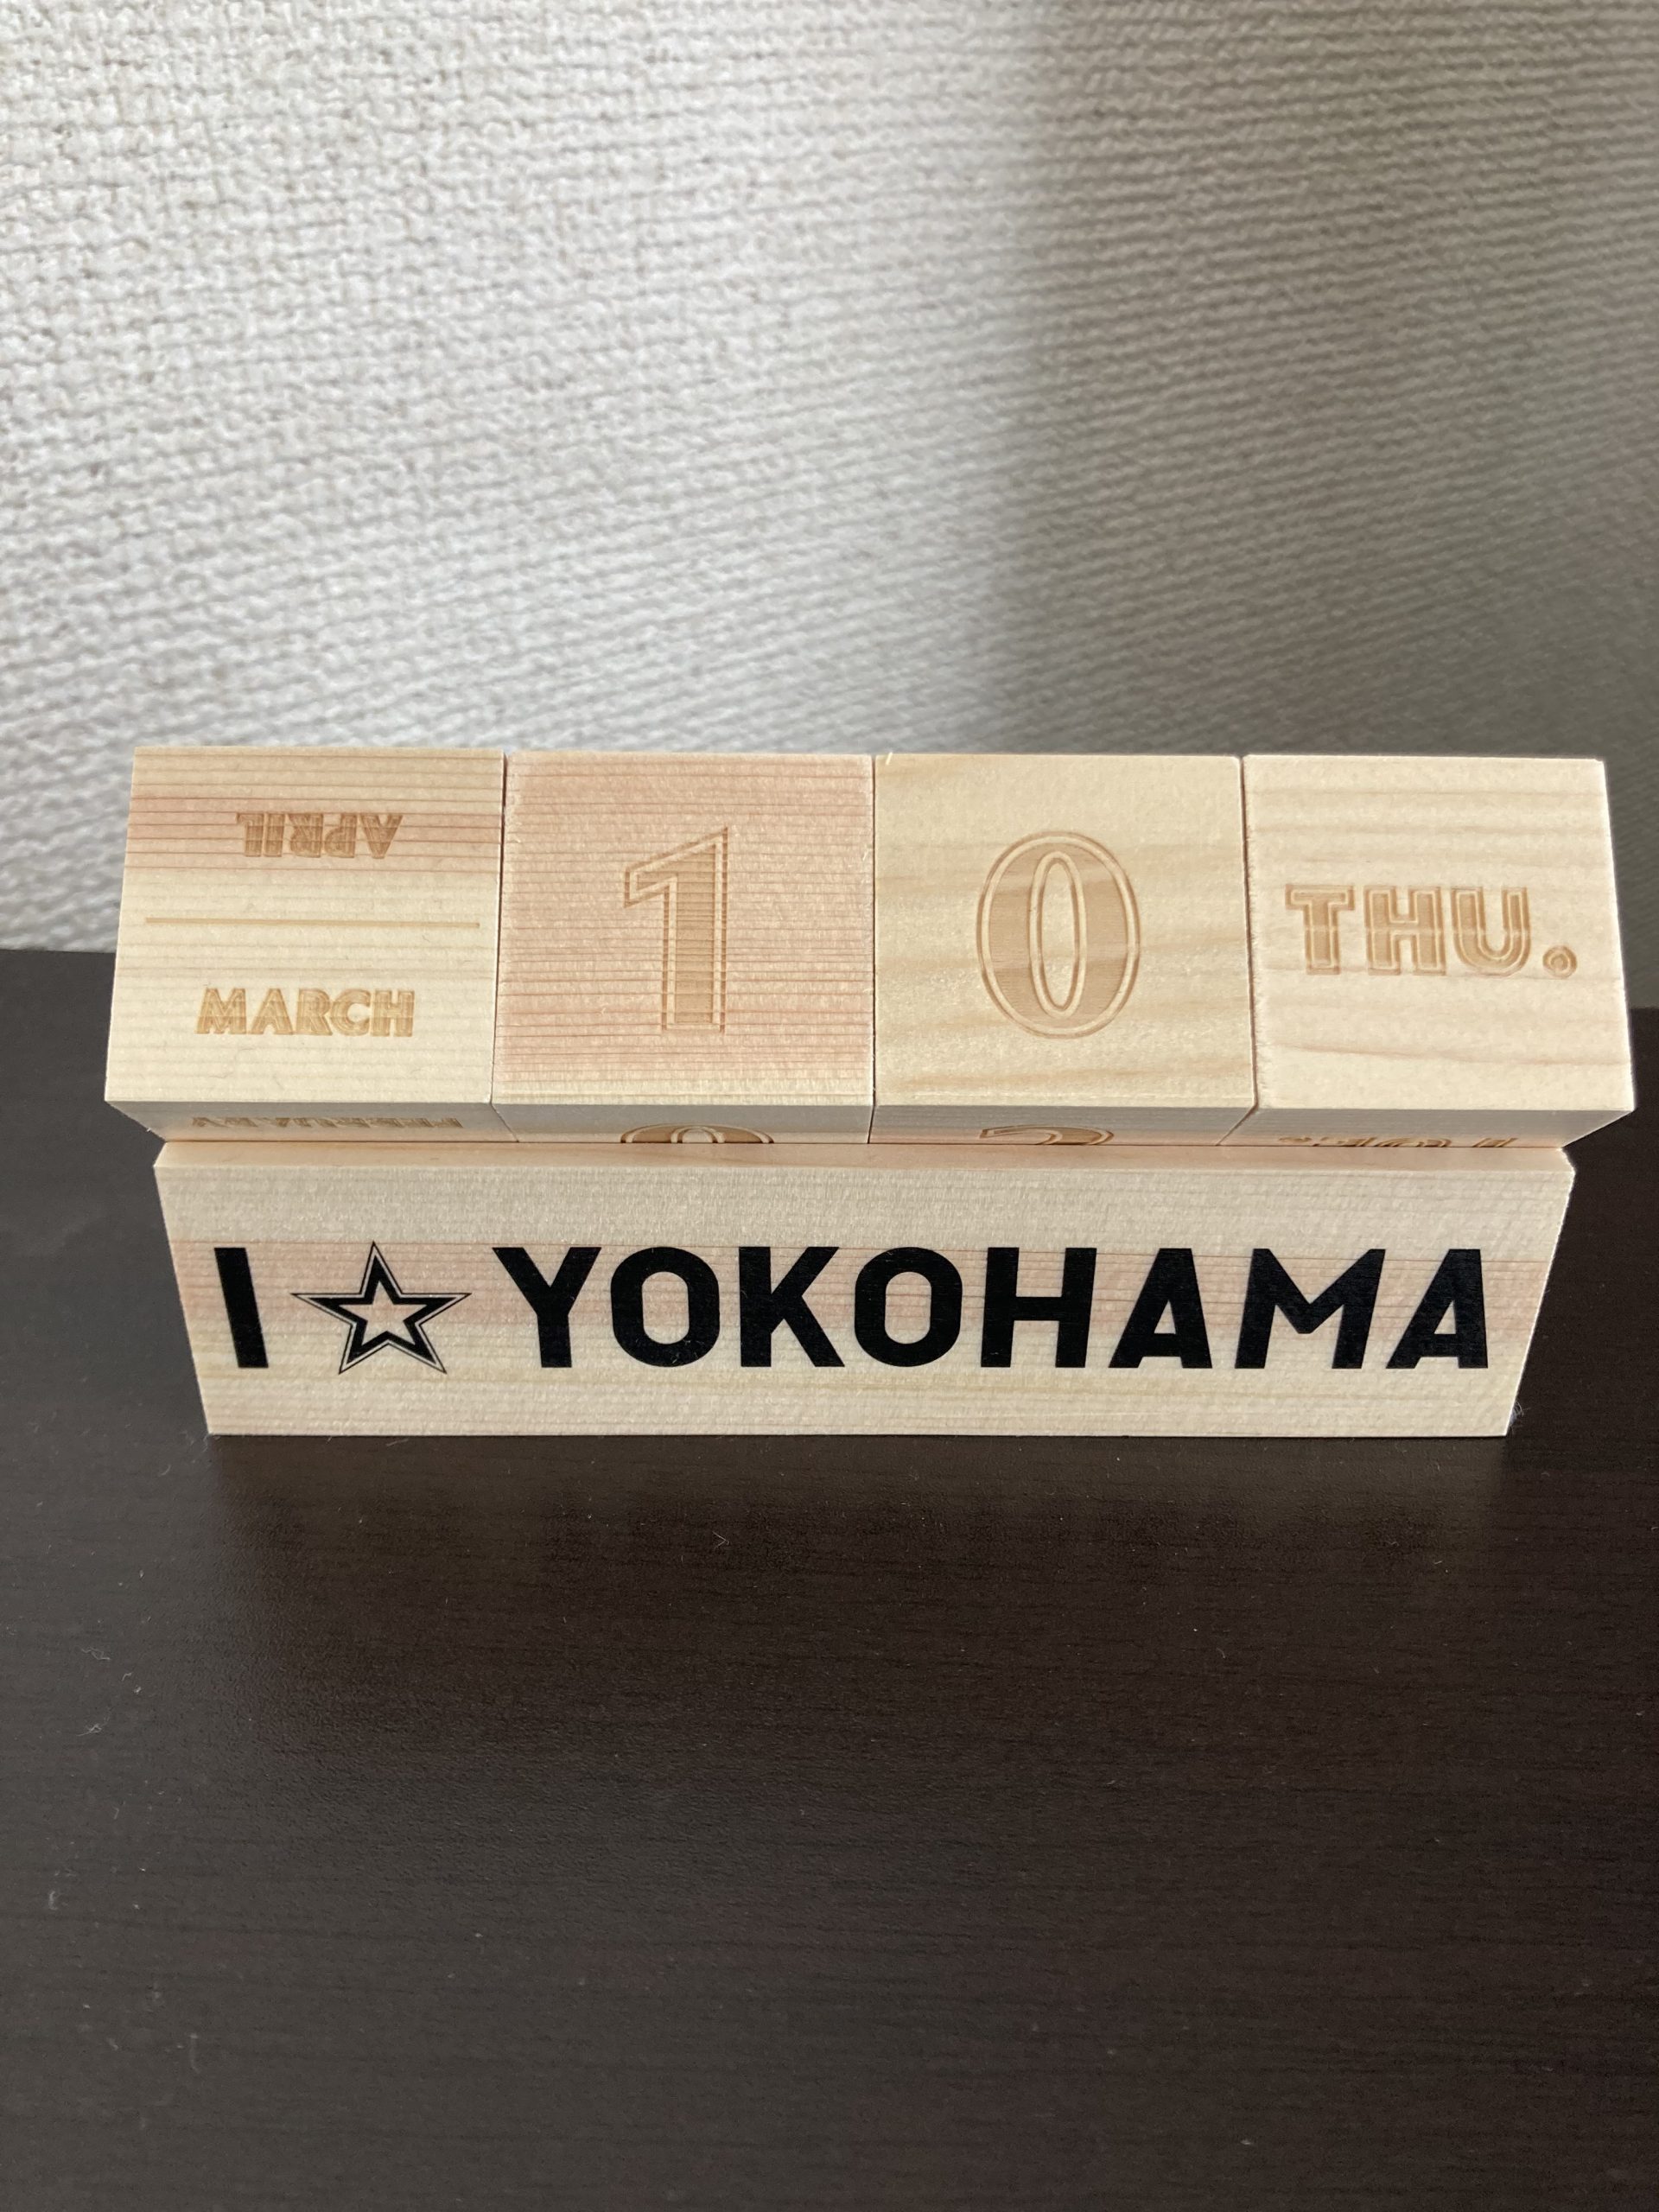 APRIL
MARCH 1 0 THU.
I ☆ YOKOHAMA